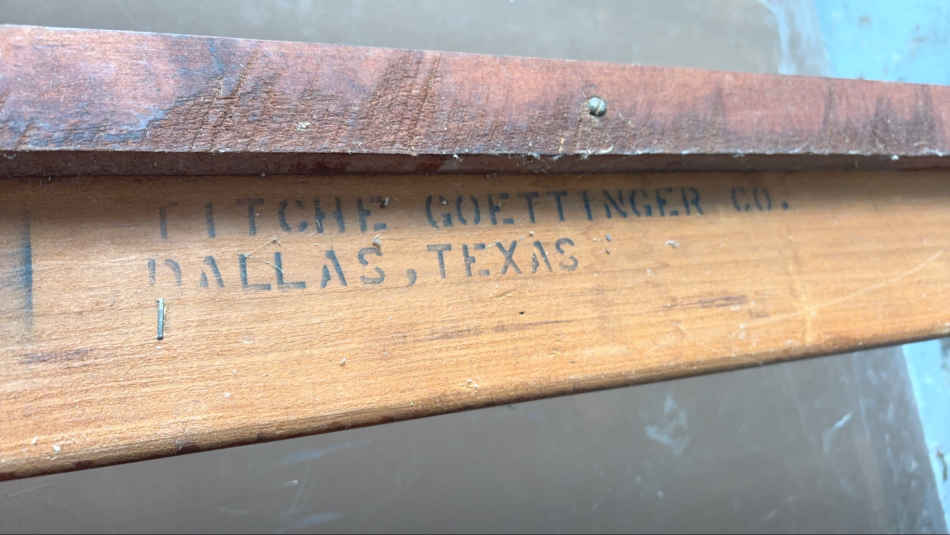 TITCHE GOETTINGER CO.
DALLAS, TEXAS